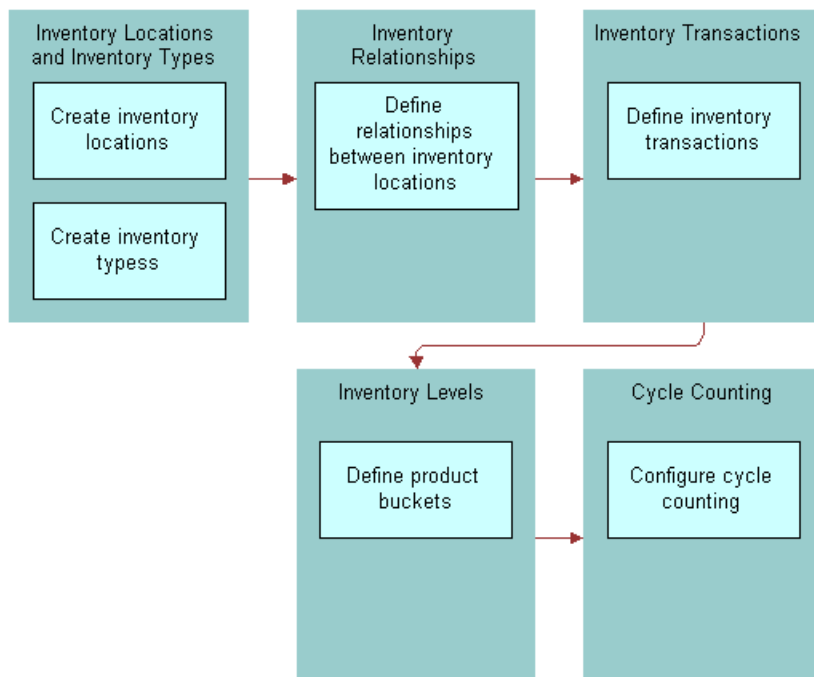 Inventory Locations
and Inventory Types
Create inventory
locations
Create inventory
typess
Inventory
Relationships
Define
relationships
between inventory
locations
Inventory Transactions
Define inventory
transactions
Inventory Levels
Define product
buckets
Cycle Counting
Configure cycle
counting